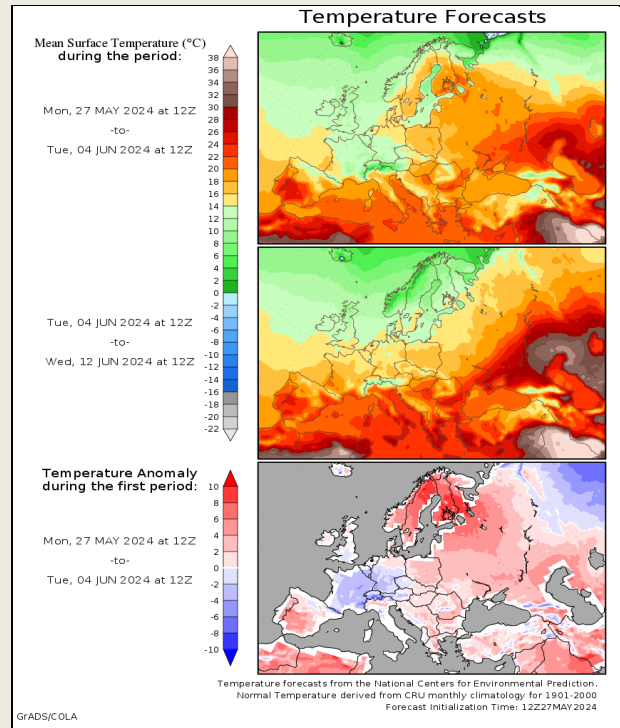 Temperature Forecasts
Mean Surface Temperature (°C)
during the period:
Mon, 27 MAY 2024 at 12Z
-to-
Tue, 04 JUN 2024 at 12Z
38
36
34
32
30
28
26
24
22
20
18
16
14
12
10
8
6
4
2
0
-2
-4
-6
-8
-10
-12
-14
-16
-18
-20
-22
Tue, 04 JUN 2024 at 12Z
-to-
Wed, 12 JUN 2024 at 12Z
Temperature Anomaly
during the first period:
Mon, 27 MAY 2024 at 12Z
-to-
Tue, 04 JUN 2024 at 12Z
10
8
6
4
2
0
-2
-4
-6
-8
-10
Temperature forecasts from the National Centers for Environmental Prediction.
Normal Temperature derived from CRU monthly climatology for 1901-2000
Forecast Initialization Time: 12Z27MAY2024
GrADS/COLA